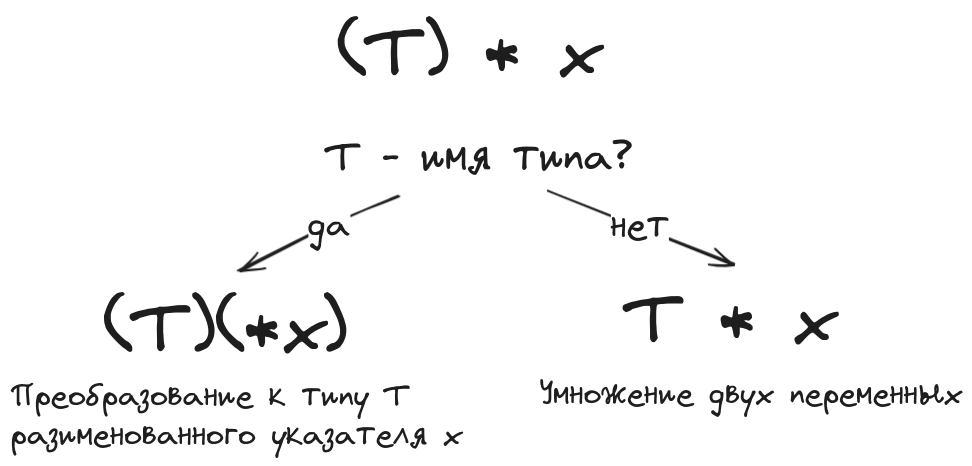 (T) * x
T - имя типа?
да
нет
(T)(*x)
T * x
Преобразование к типу T
разименованного указателя x
Умножение двух переменных